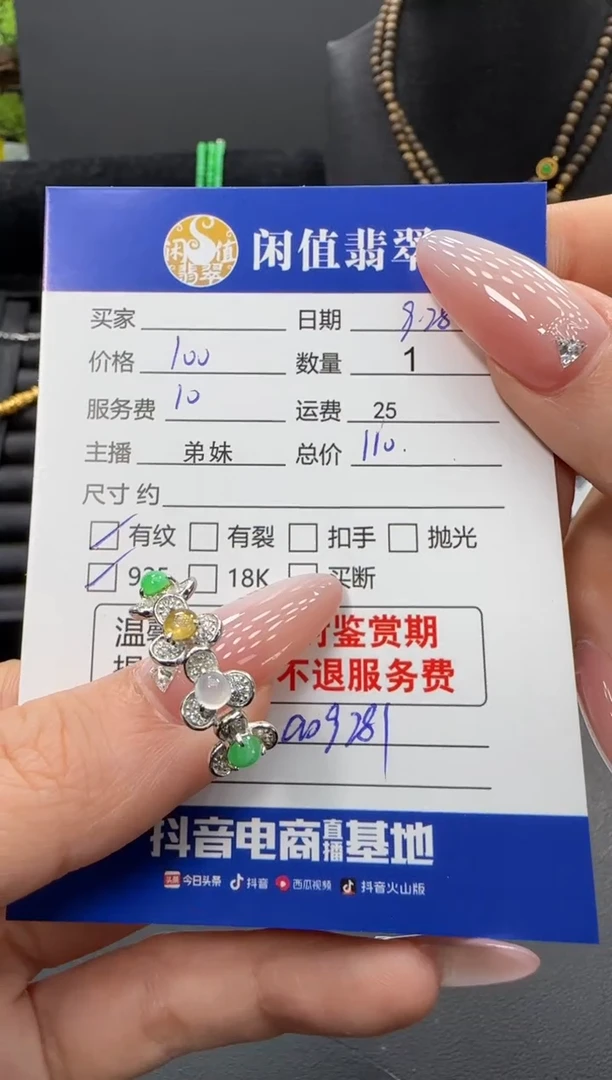 闲值翡翠
闲值翡翠
买家 日期 9.28
价格 100 数量 1
服务费 10 运费 25
主播 弟妹 总价 110.
尺寸 约
有纹 有裂 扣手 抛光
925 18K 买断
温 鉴赏期
不退服务费
a09281
抖音电商直播基地
头条 今日头条 抖音 西瓜视频 抖音火山版